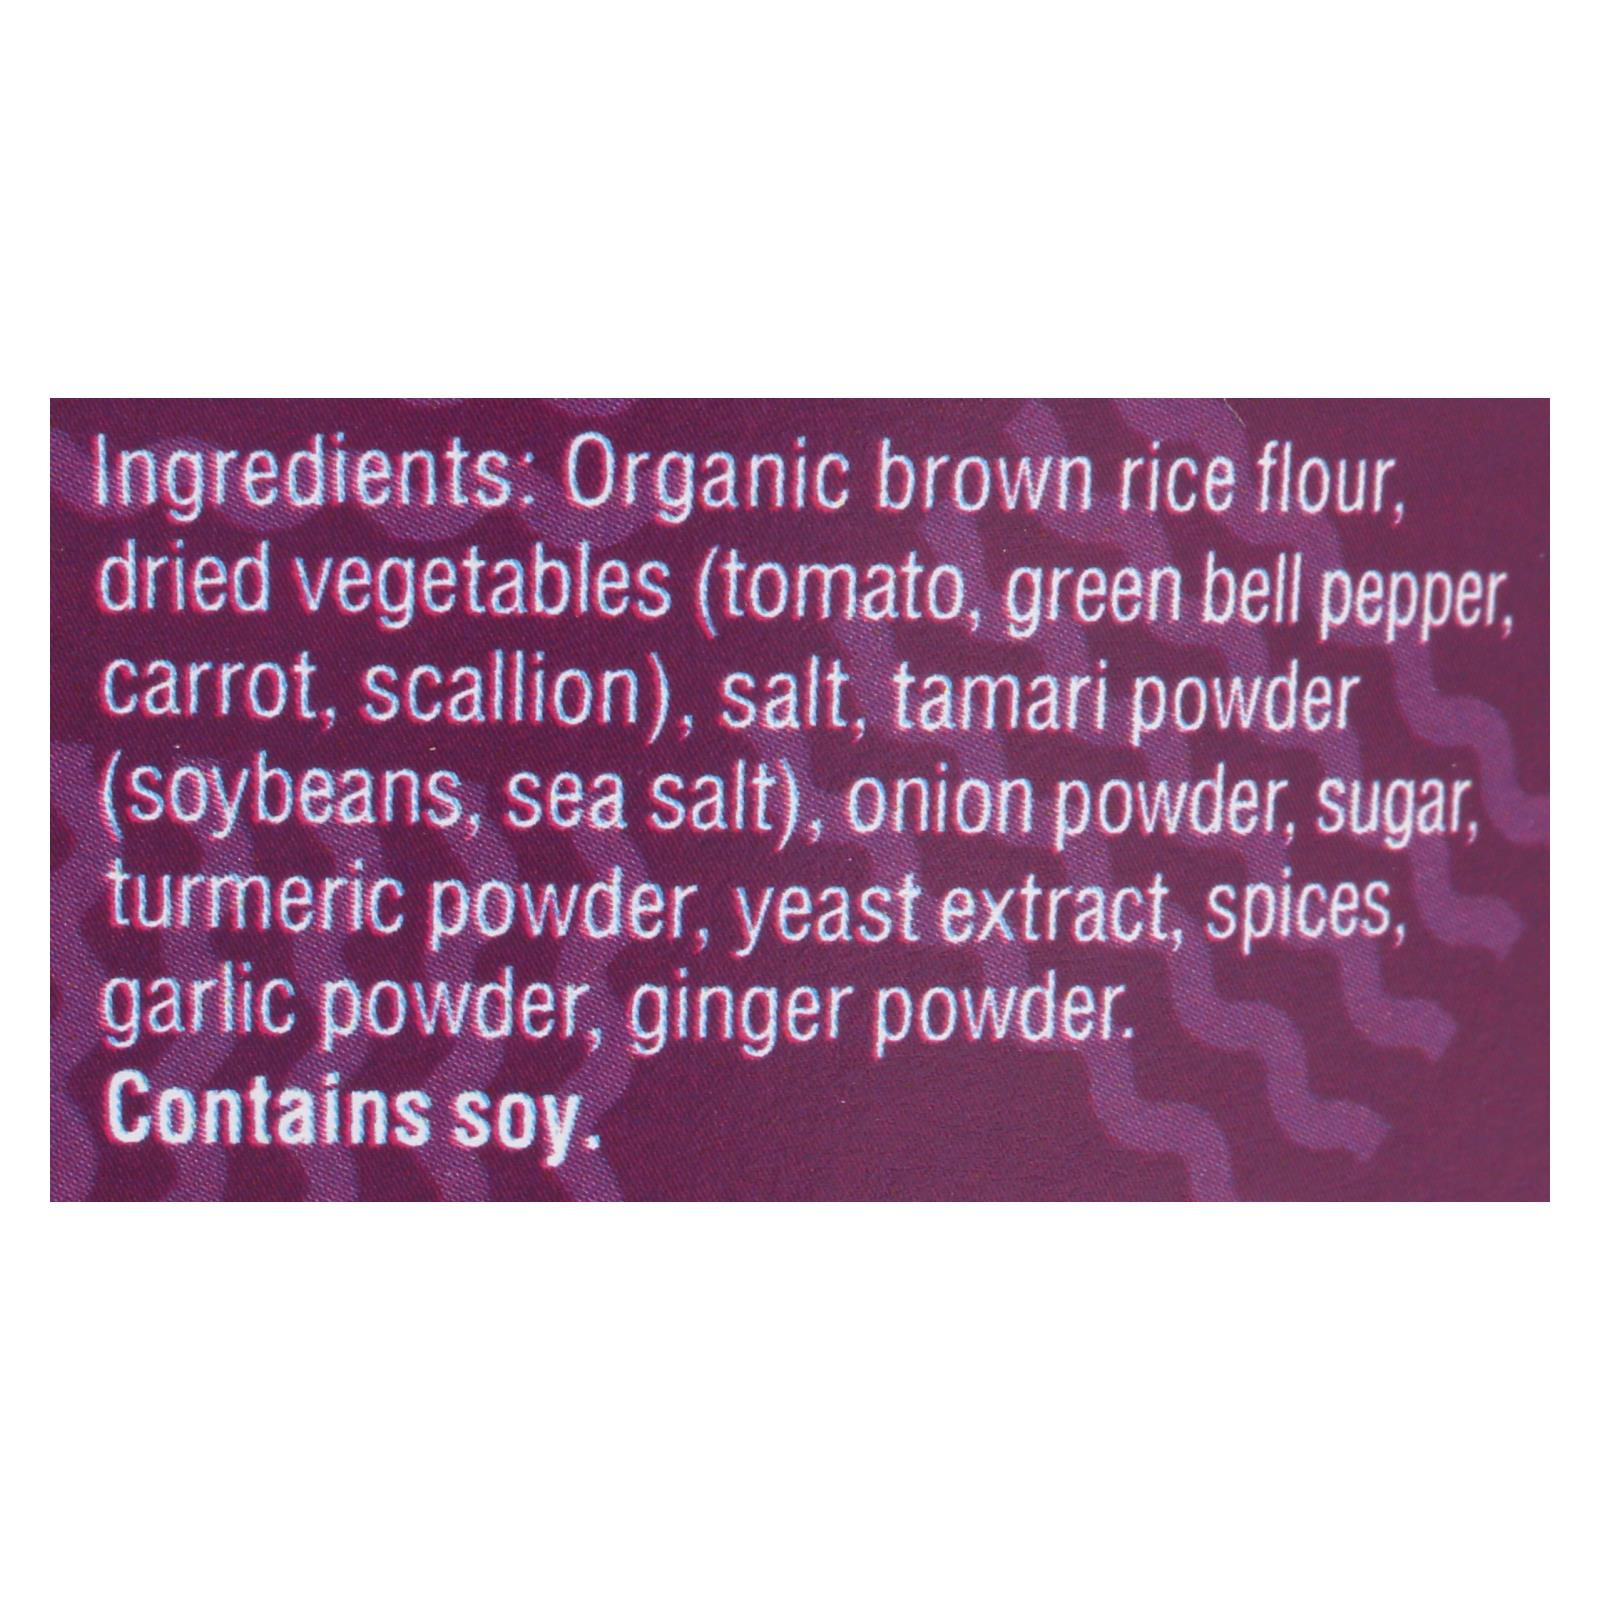 Ingredients: Organic brown rice flour,
dried vegetables (tomato, green bell pepper,
carrot, scallion), salt, tamari powder
(soybeans, sea salt), onion powder, sugar,
turmeric powder, yeast extract, spices,
garlic powder, ginger powder.
Contains soy.